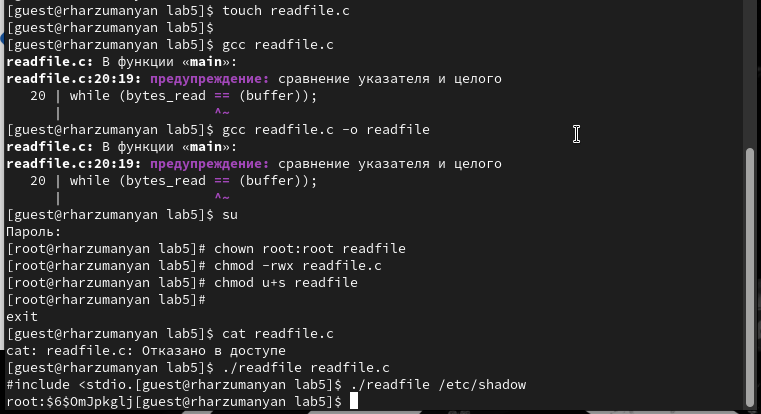 [guest@rharzumanyan lab5]$ touch readfile.c
[guest@rharzumanyan lab5]$
[guest@rharzumanyan lab5]$ gcc readfile.c
readfile.c: В функции «main»:
readfile.c:20:19: предупреждение: сравнение указателя и целого
   20 | while (bytes_read == (buffer));
      |                   ^~
[guest@rharzumanyan lab5]$ gcc readfile.c -o readfile
readfile.c: В функции «main»:
readfile.c:20:19: предупреждение: сравнение указателя и целого
   20 | while (bytes_read == (buffer));
      |                   ^~
[guest@rharzumanyan lab5]$ su
Пароль:
[root@rharzumanyan lab5]# chown root:root readfile
[root@rharzumanyan lab5]# chmod -rwx readfile.c
[root@rharzumanyan lab5]# chmod u+s readfile
[root@rharzumanyan lab5]#
exit
[guest@rharzumanyan lab5]$ cat readfile.c
cat: readfile.c: Отказано в доступе
[guest@rharzumanyan lab5]$ ./readfile readfile.c
#include <stdio.[guest@rharzumanyan lab5]$ ./readfile /etc/shadow
root:$6$OmJpkglj[guest@rharzumanyan lab5]$